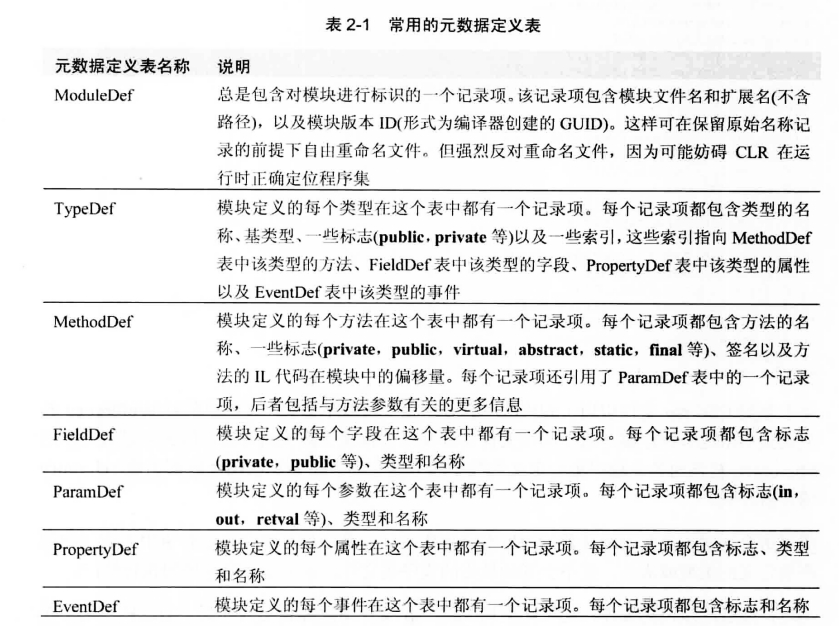 表 2-1 常用的元数据定义表
元数据定义表名称 说明
ModuleDef 总是包含对模块进行标识的一个记录项。该记录项包含模块文件名和扩展名(不含
路径)，以及模块版本 ID(形式为编译器创建的 GUID)。这样可在保留原始名称记
录的前提下自由重命名文件。但强烈反对重命名文件，因为可能妨碍 CLR 在运
行时正确定位程序集
TypeDef 模块定义的每个类型在这个表中都有一个记录项。每个记录项都包含类型的名
称、基类型、一些标志(public，private 等)以及一些索引，这些索引指向 MethodDef
表中该类型的方法、FieldDef 表中该类型的字段、PropertyDef 表中该类型的属性
以及 EventDef 表中该类型的事件
MethodDef 模块定义的每个方法在这个表中都有一个记录项。每个记录项都包含方法的名
称、一些标志(private，public，virtual，abstract，static，final 等)、签名以及方
法的 IL 代码在模块中的偏移量。每个记录项还引用了 ParamDef 表中的一个记录
项，后者包括与方法参数有关的更多信息
FieldDef 模块定义的每个字段在这个表中都有一个记录项。每个记录项都包含标志
(private，public 等)、类型和名称
ParamDef 模块定义的每个参数在这个表中都有一个记录项。每个记录项都包含标志(in，
out，retval 等)、类型和名称
PropertyDef 模块定义的每个属性在这个表中都有一个记录项。每个记录项都包含标志、类型
和名称
EventDef 模块定义的每个事件在这个表中都有一个记录项。每个记录项都包含标志和名称